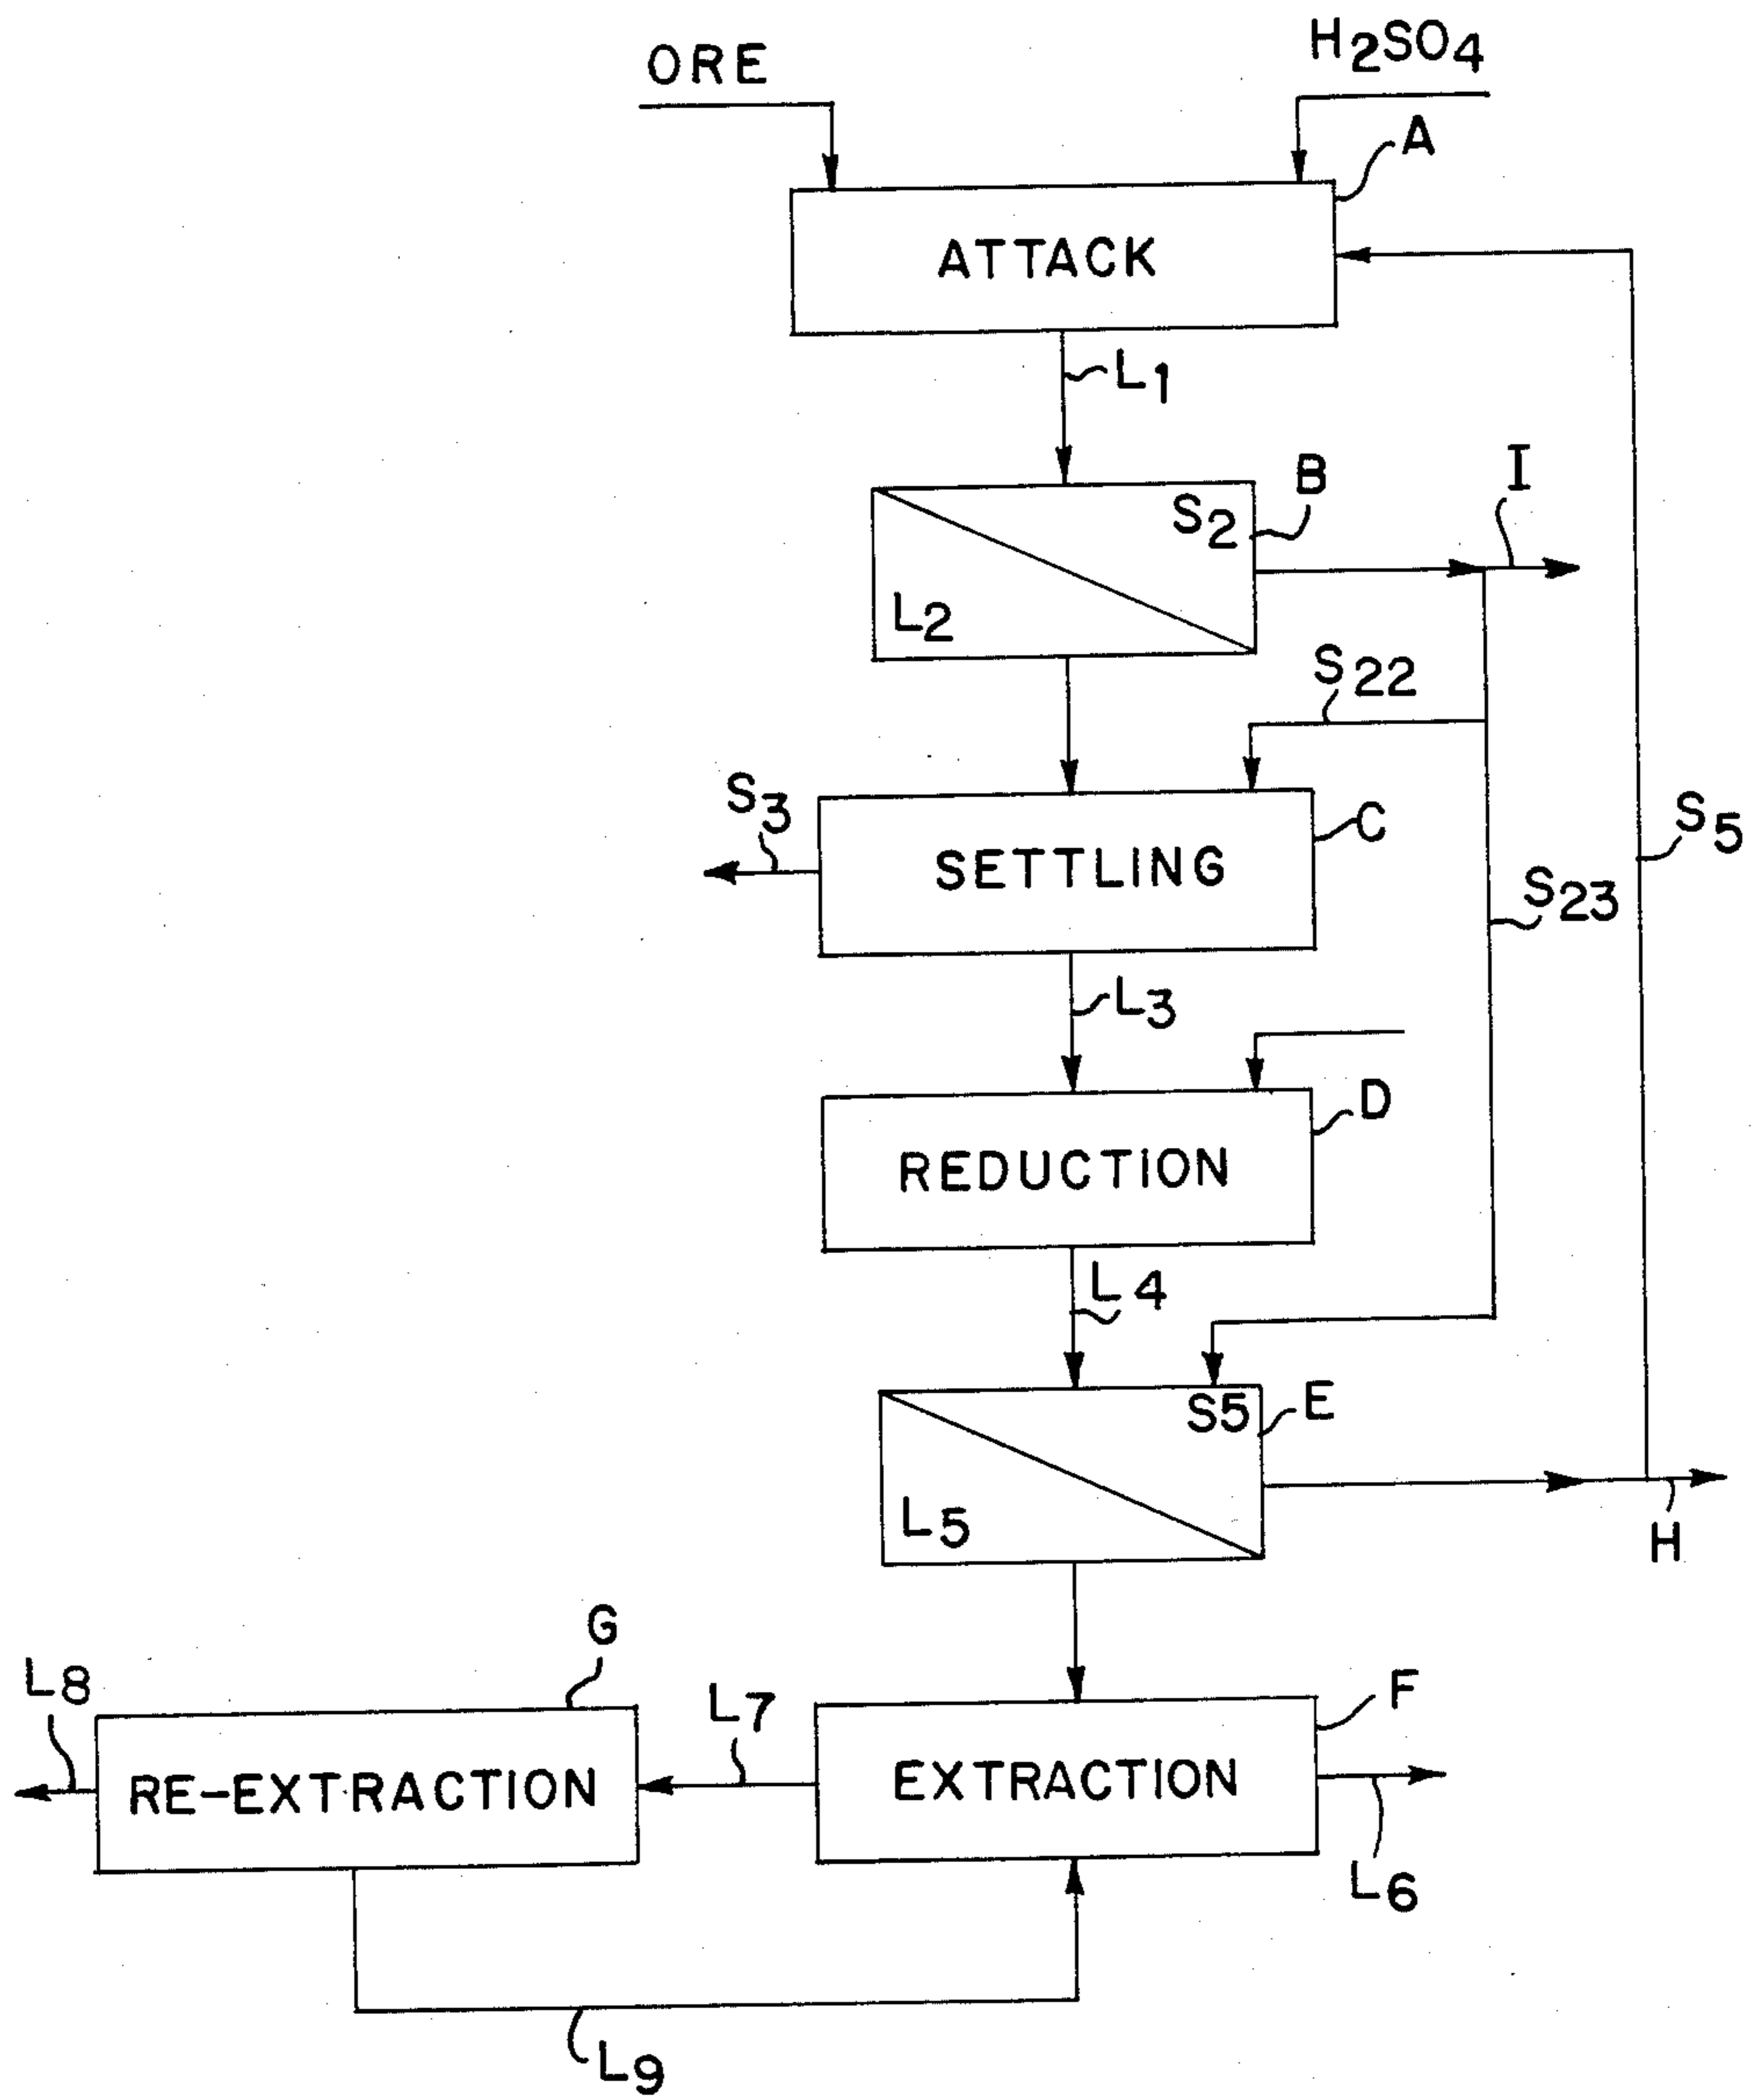 ORE
H₂SO₄
A
ATTACK
L₁
B
I
S₂
L₂
S₂₂
S₃
C
S₅
SETTLING
S₂₃
L₃
D
REDUCTION
L₄
S5
E
L₅
H
G
L₈
L₇
F
RE-EXTRACTION
EXTRACTION
L₆
L₉